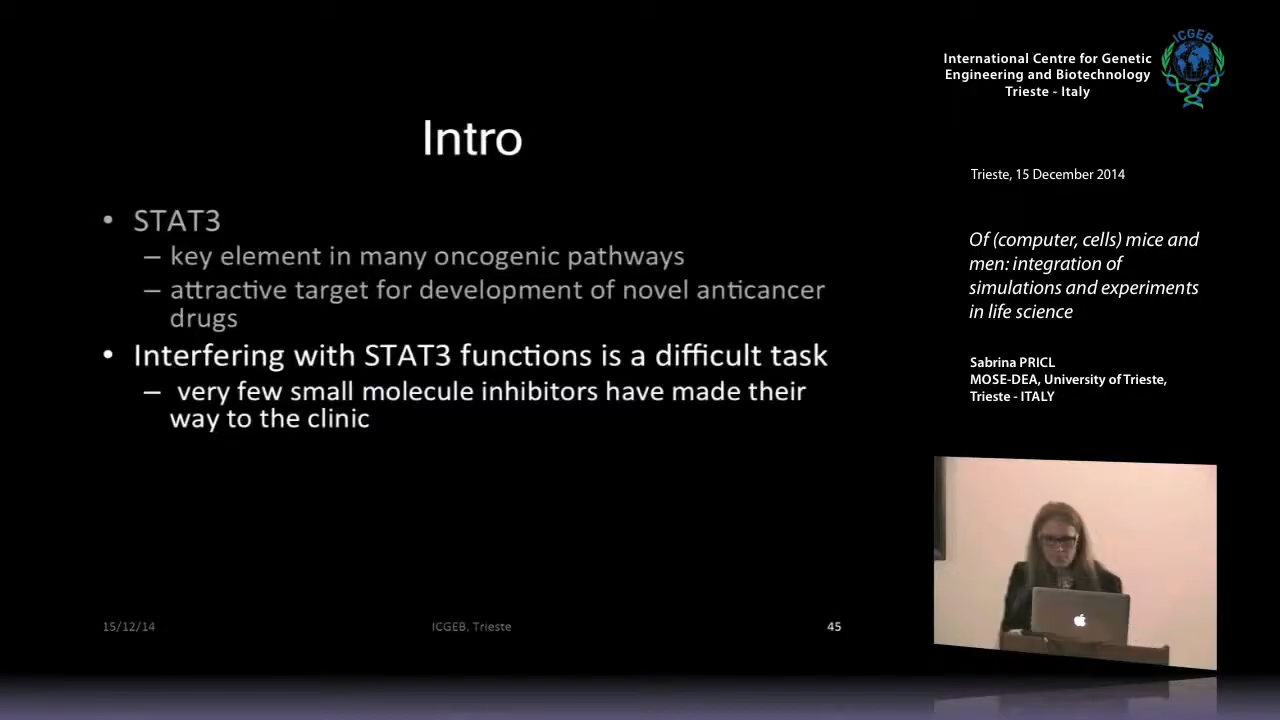 Intro
• STAT3
– key element in many oncogenic pathways
– attractive target for development of novel anticancer
drugs
• Interfering with STAT3 functions is a difficult task
– very few small molecule inhibitors have made their
way to the clinic
15/12/14
ICGEB, Trieste
45
International Centre for Genetic
Engineering and Biotechnology
Trieste - Italy
ICGEB
Trieste, 15 December 2014
Of (computer, cells) mice and
men: integration of
simulations and experiments
in life science
Sabrina PRICL
MOSE-DEA, University of Trieste,
Trieste - ITALY